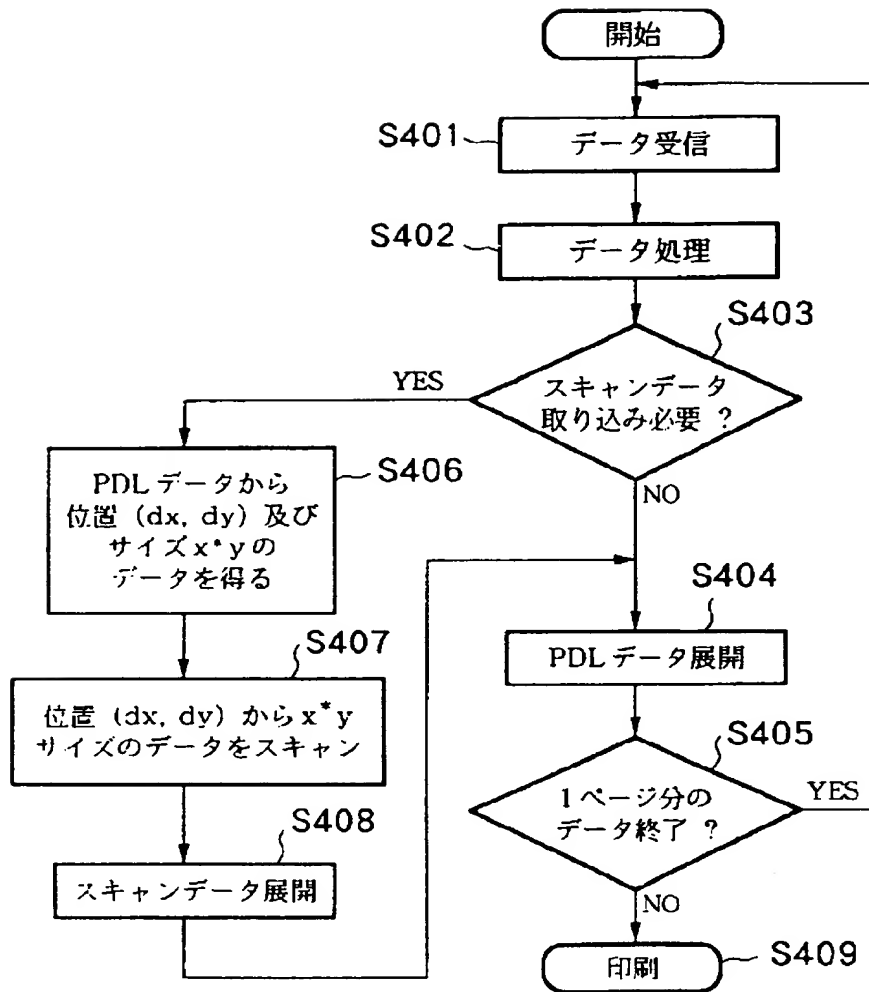 開始
S401
データ受信
S402
データ処理
S403
スキャンデータ
取り込み必要 ?
YES
NO
S406
PDLデータから
位置 (dx, dy) 及び
サイズx*yの
データを得る
S407
位置 (dx, dy) からx*y
サイズのデータをスキャン
S408
スキャンデータ展開
S404
PDLデータ展開
S405
1ページ分の
データ終了 ?
YES
NO
印刷
S409